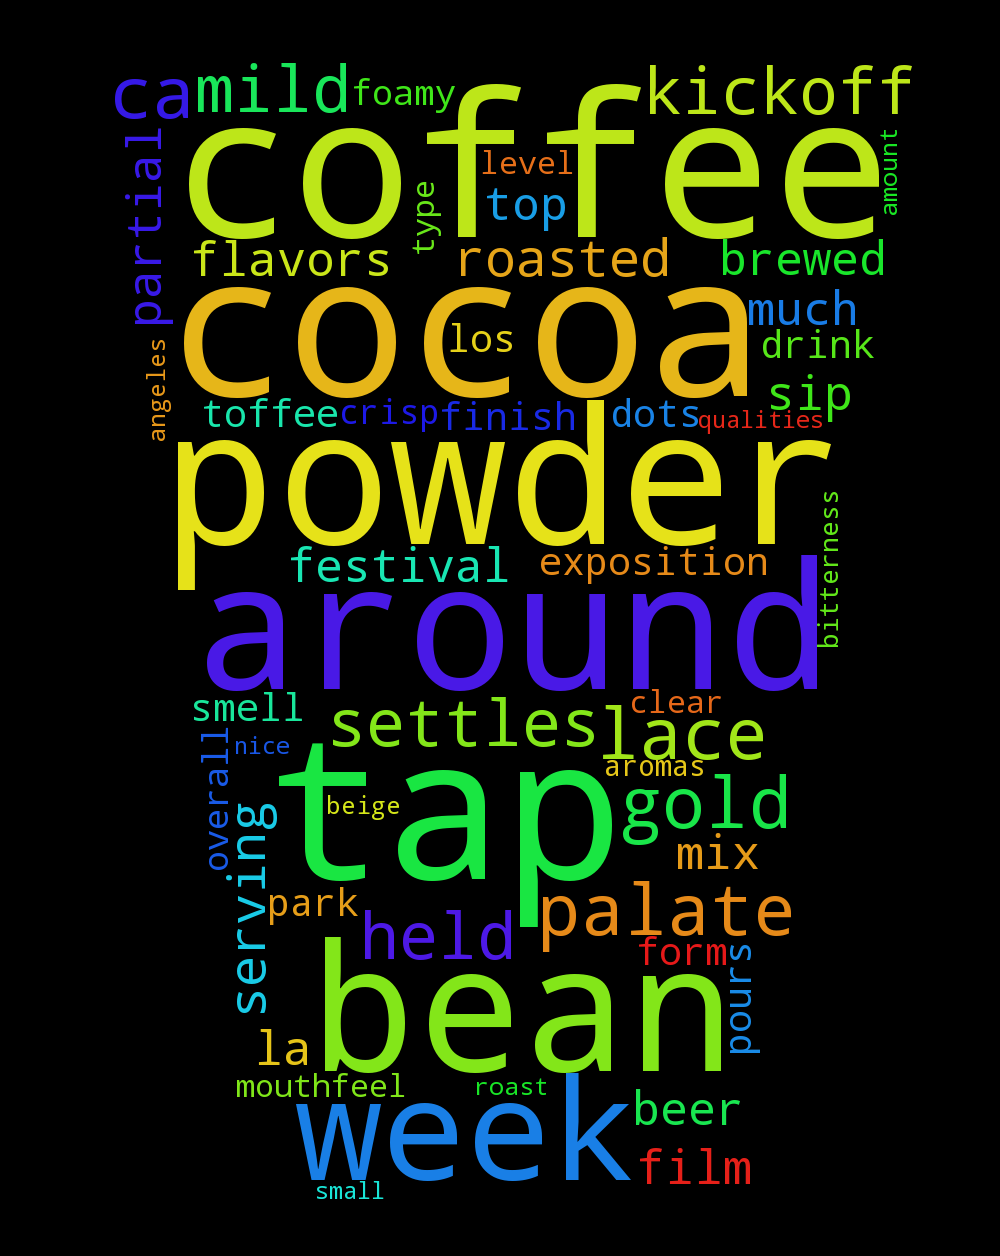 ca
mild
foamy
kickoff
coffee
partial
level
type
top
amount
flavors
roasted
brewed
cocoa
much
los
drink
angeles
sip
toffee
crisp
finish
dots
qualities
powder
bitterness
festival
exposition
around
smell
settles
clear
lace
overall
nice
tap
aromas
beige
gold
serving
mix
park
held
palate
form
pours
bean
la
mouthfeel
roast
week
beer
film
small